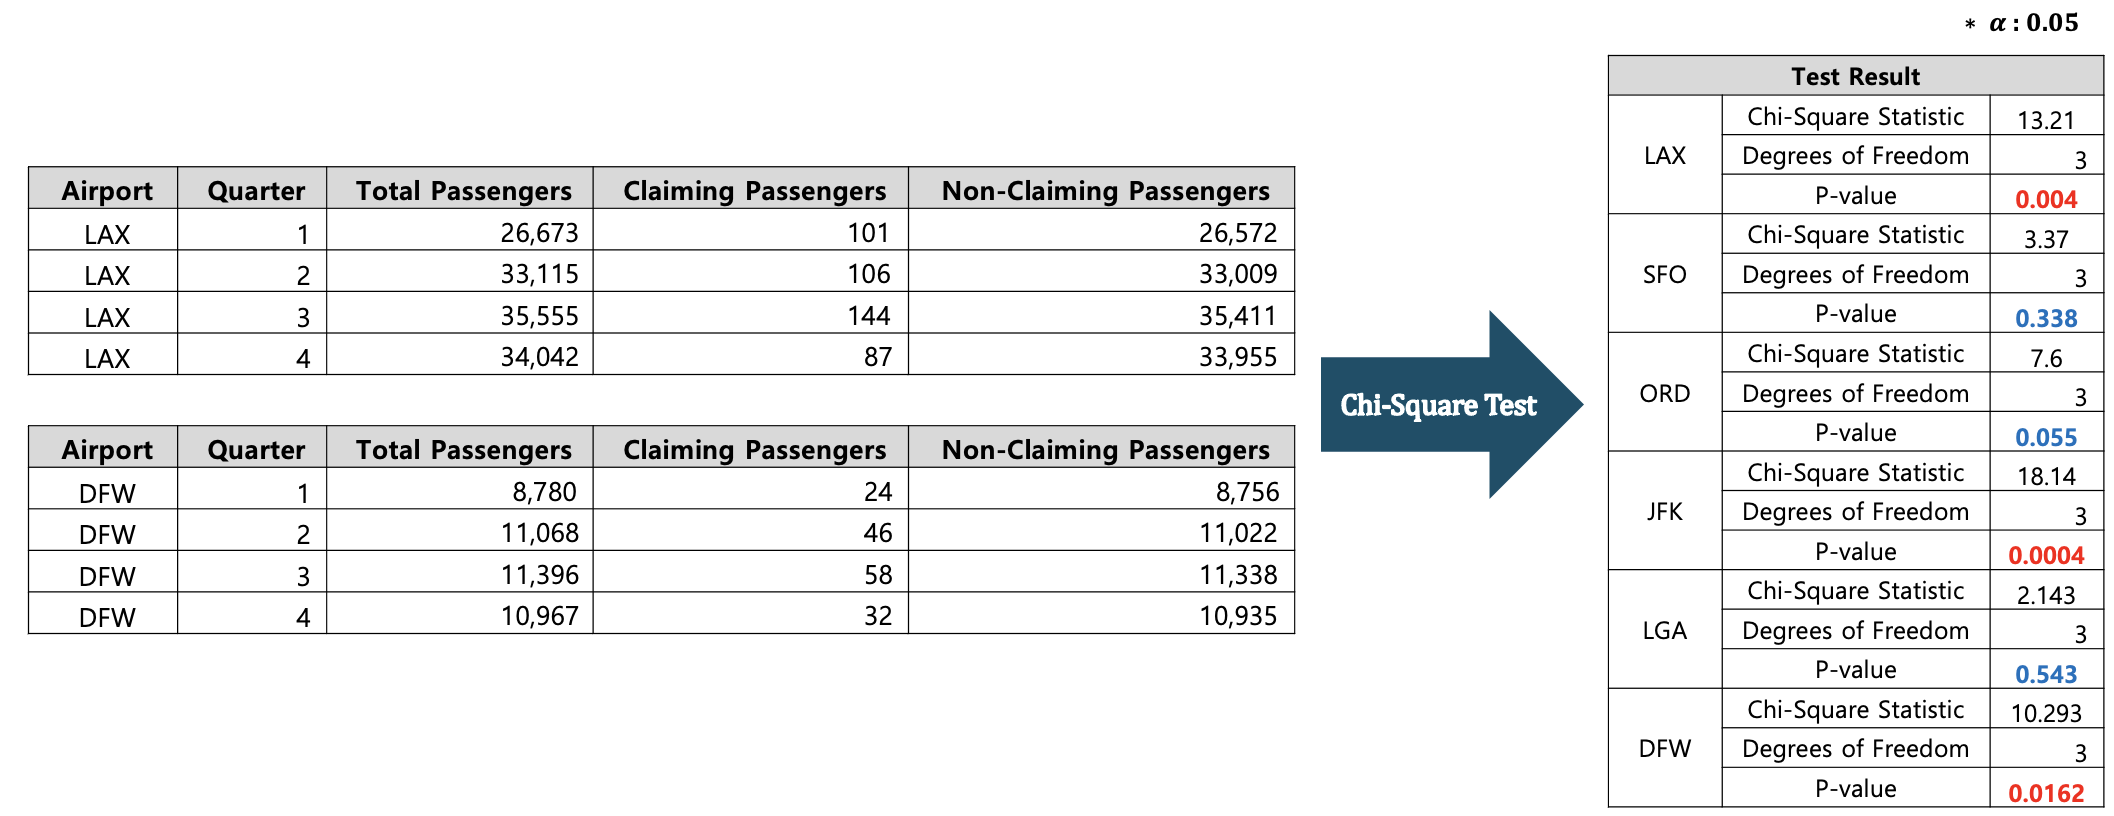 * α : 0.05
Airport Quarter Total Passengers Claiming Passengers Non-Claiming Passengers
LAX 1 26,673 101 26,572
LAX 2 33,115 106 33,009
LAX 3 35,555 144 35,411
LAX 4 34,042 87 33,955
Airport Quarter Total Passengers Claiming Passengers Non-Claiming Passengers
DFW 1 8,780 24 8,756
DFW 2 11,068 46 11,022
DFW 3 11,396 58 11,338
DFW 4 10,967 32 10,935
Chi-Square Test
Test Result
LAX
Chi-Square Statistic 13.21
Degrees of Freedom 3
P-value 0.004
SFO
Chi-Square Statistic 3.37
Degrees of Freedom 3
P-value 0.338
ORD
Chi-Square Statistic 7.6
Degrees of Freedom 3
P-value 0.055
JFK
Chi-Square Statistic 18.14
Degrees of Freedom 3
P-value 0.0004
LGA
Chi-Square Statistic 2.143
Degrees of Freedom 3
P-value 0.543
DFW
Chi-Square Statistic 10.293
Degrees of Freedom 3
P-value 0.0162